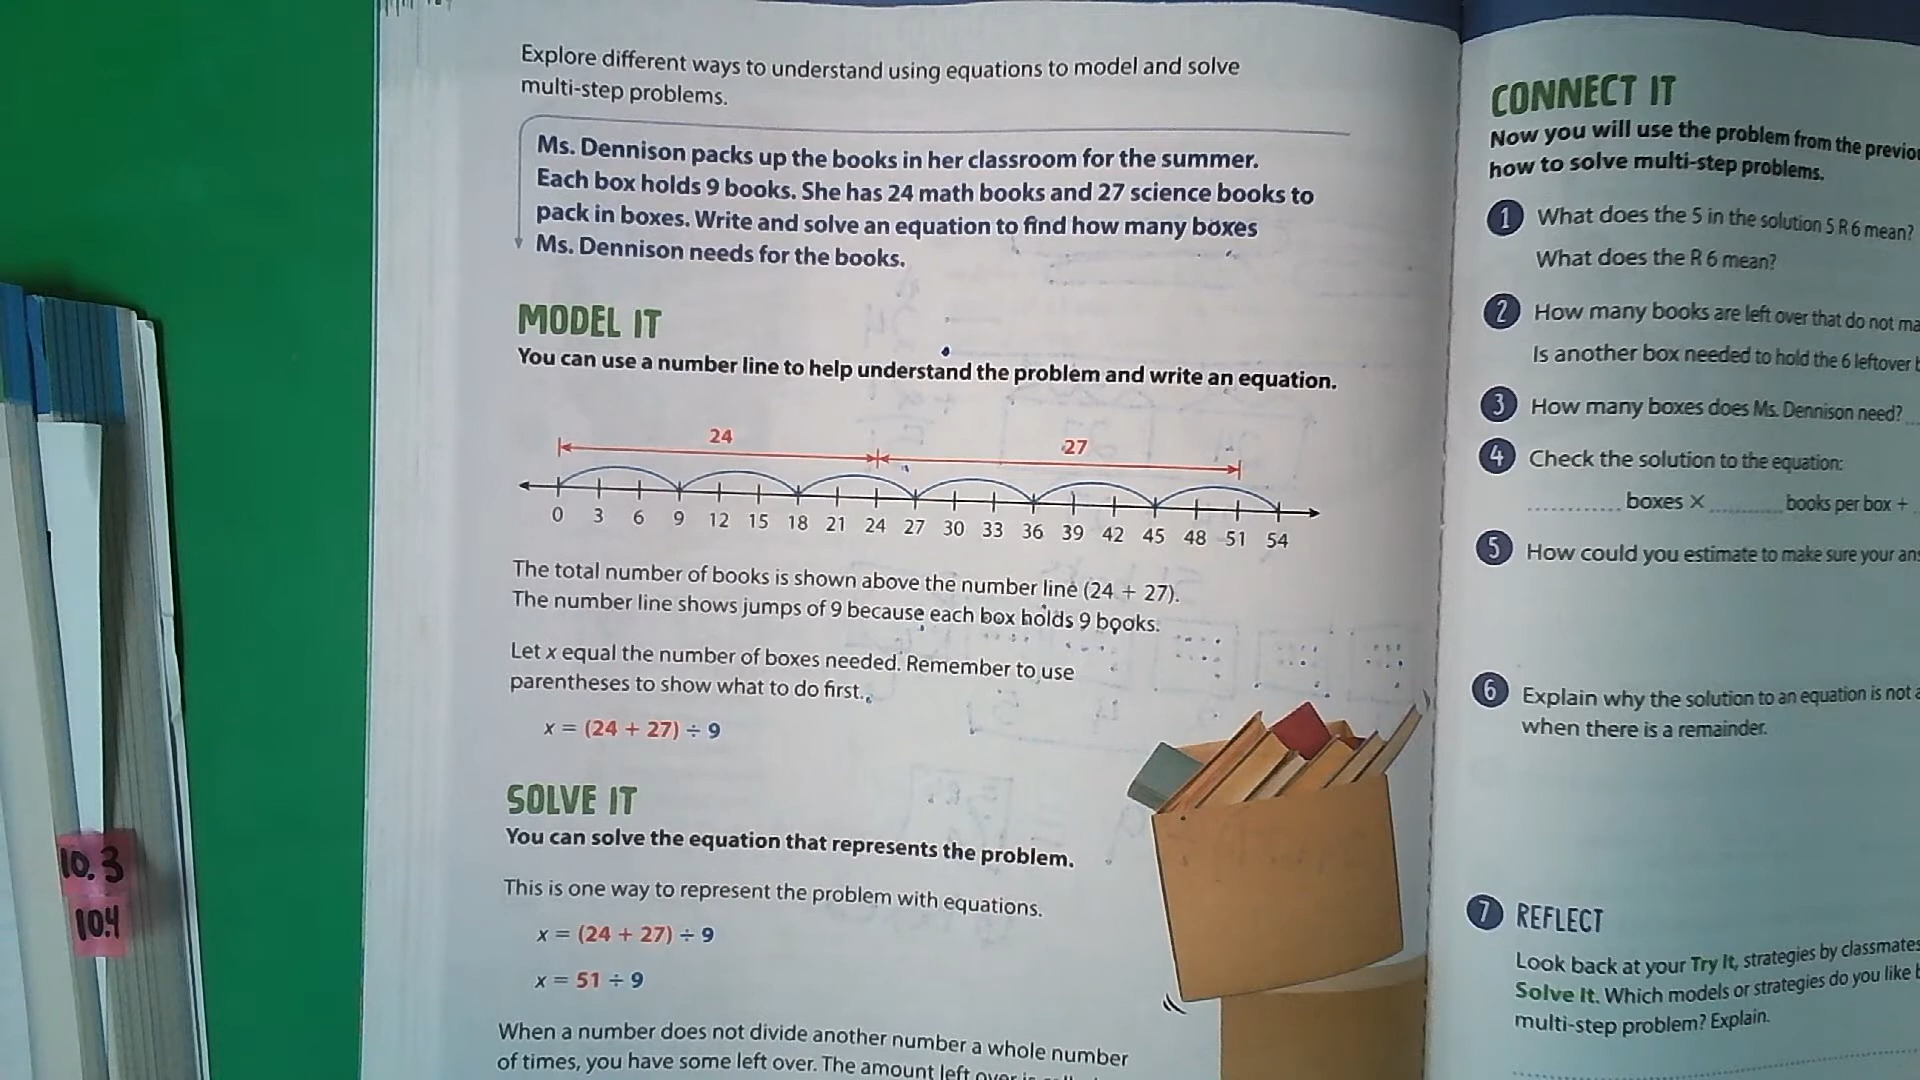 Explore different ways to understand using equations to model and solve
multi-step problems.
Ms. Dennison packs up the books in her classroom for the summer.
Each box holds 9 books. She has 24 math books and 27 science books to
pack in boxes. Write and solve an equation to find how many boxes
Ms. Dennison needs for the books.
MODEL IT
You can use a number line to help understand the problem and write an equation.
24 27
0 3 6 9 12 15 18 21 24 27 30 33 36 39 42 45 48 51 54
The total number of books is shown above the number line (24 + 27).
The number line shows jumps of 9 because each box holds 9 books.
Let x equal the number of boxes needed. Remember to use
parentheses to show what to do first.
x = (24 + 27) ÷ 9
SOLVE IT
You can solve the equation that represents the problem.
This is one way to represent the problem with equations.
x = (24 + 27) ÷ 9
x = 51 ÷ 9
When a number does not divide another number a whole number
of times, you have some left over. The amount left over is
CONNECT IT
Now you will use the problem from the
how to solve multi-step problems.
1 What does the 5 in the solution 5 R 6 mean?
What does the R 6 mean?
2 How many books are left over that do not
Is another box needed to hold the 6 leftover
3 How many boxes does Ms. Dennison need?
4 Check the solution to the equation:
boxes × books per box +
5 How could you estimate to make sure your
6 Explain why the solution to an equation is not
when there is a remainder.
7 REFLECT
Look back at your Try It, strategies by classmates
Solve It. Which models or strategies do you like
multi-step problem? Explain.
10.3
10.4